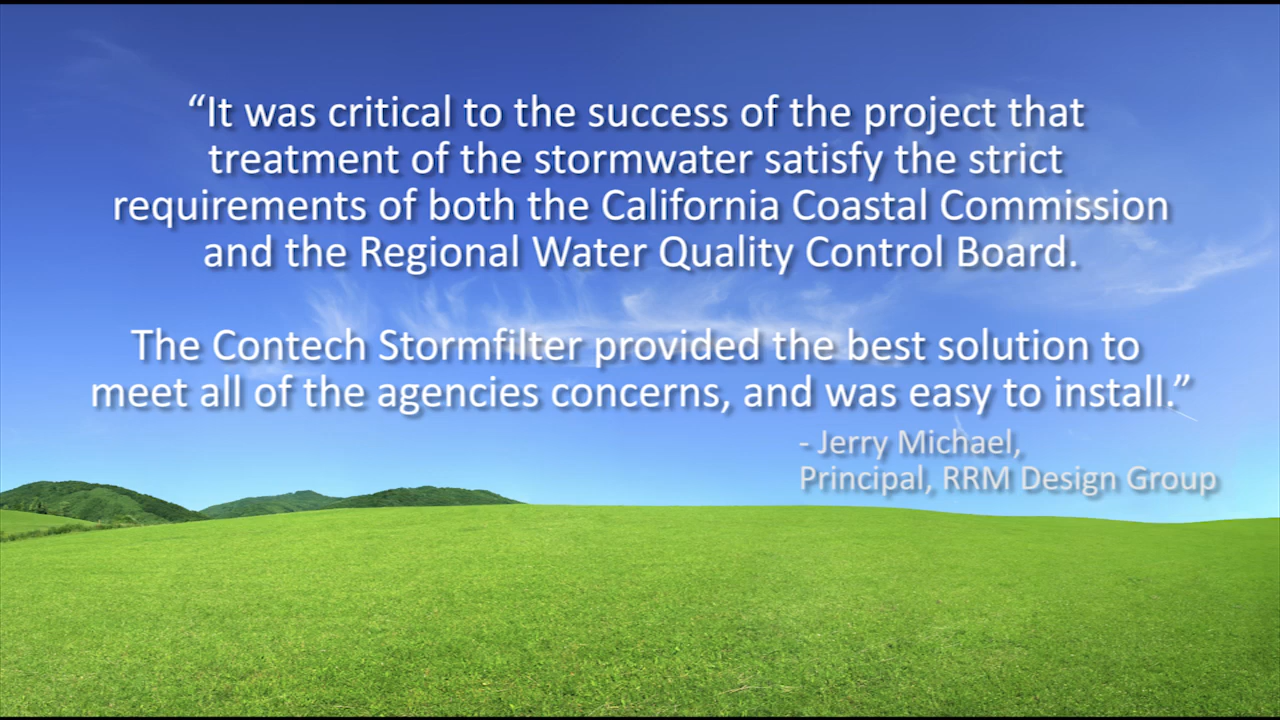 “It was critical to the success of the project that
treatment of the stormwater satisfy the strict
requirements of both the California Coastal Commission
and the Regional Water Quality Control Board.
The Contech Stormfilter provided the best solution to
meet all of the agencies concerns, and was easy to install.”
- Jerry Michael,
Principal, RRM Design Group